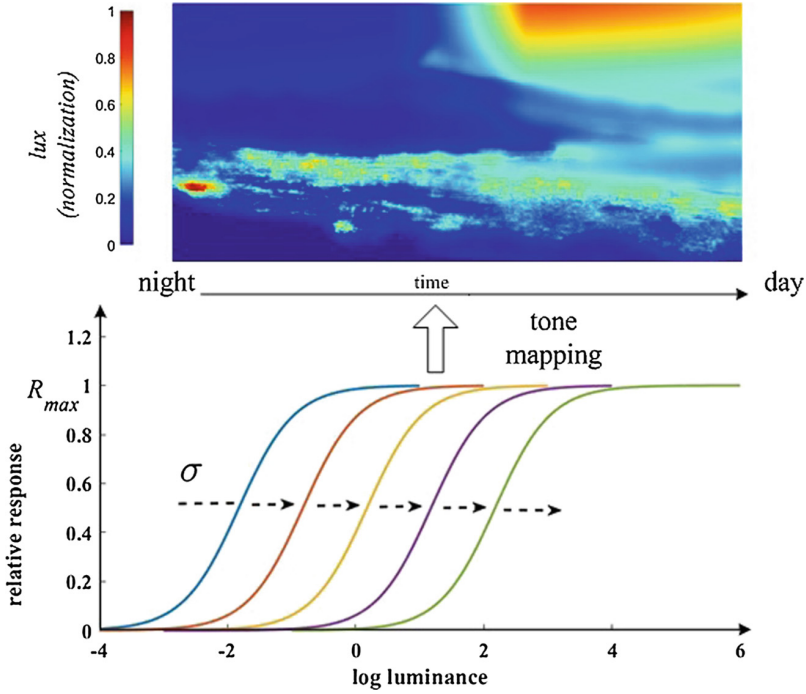 1
0.8
0.6
0.4
0.2
0
lux
(normalization)
night
time
day
tone
mapping
1.2
R_max
1
0.8
0.6
0.4
0.2
0
σ
relative response
-4
-2
0
2
4
6
log luminance